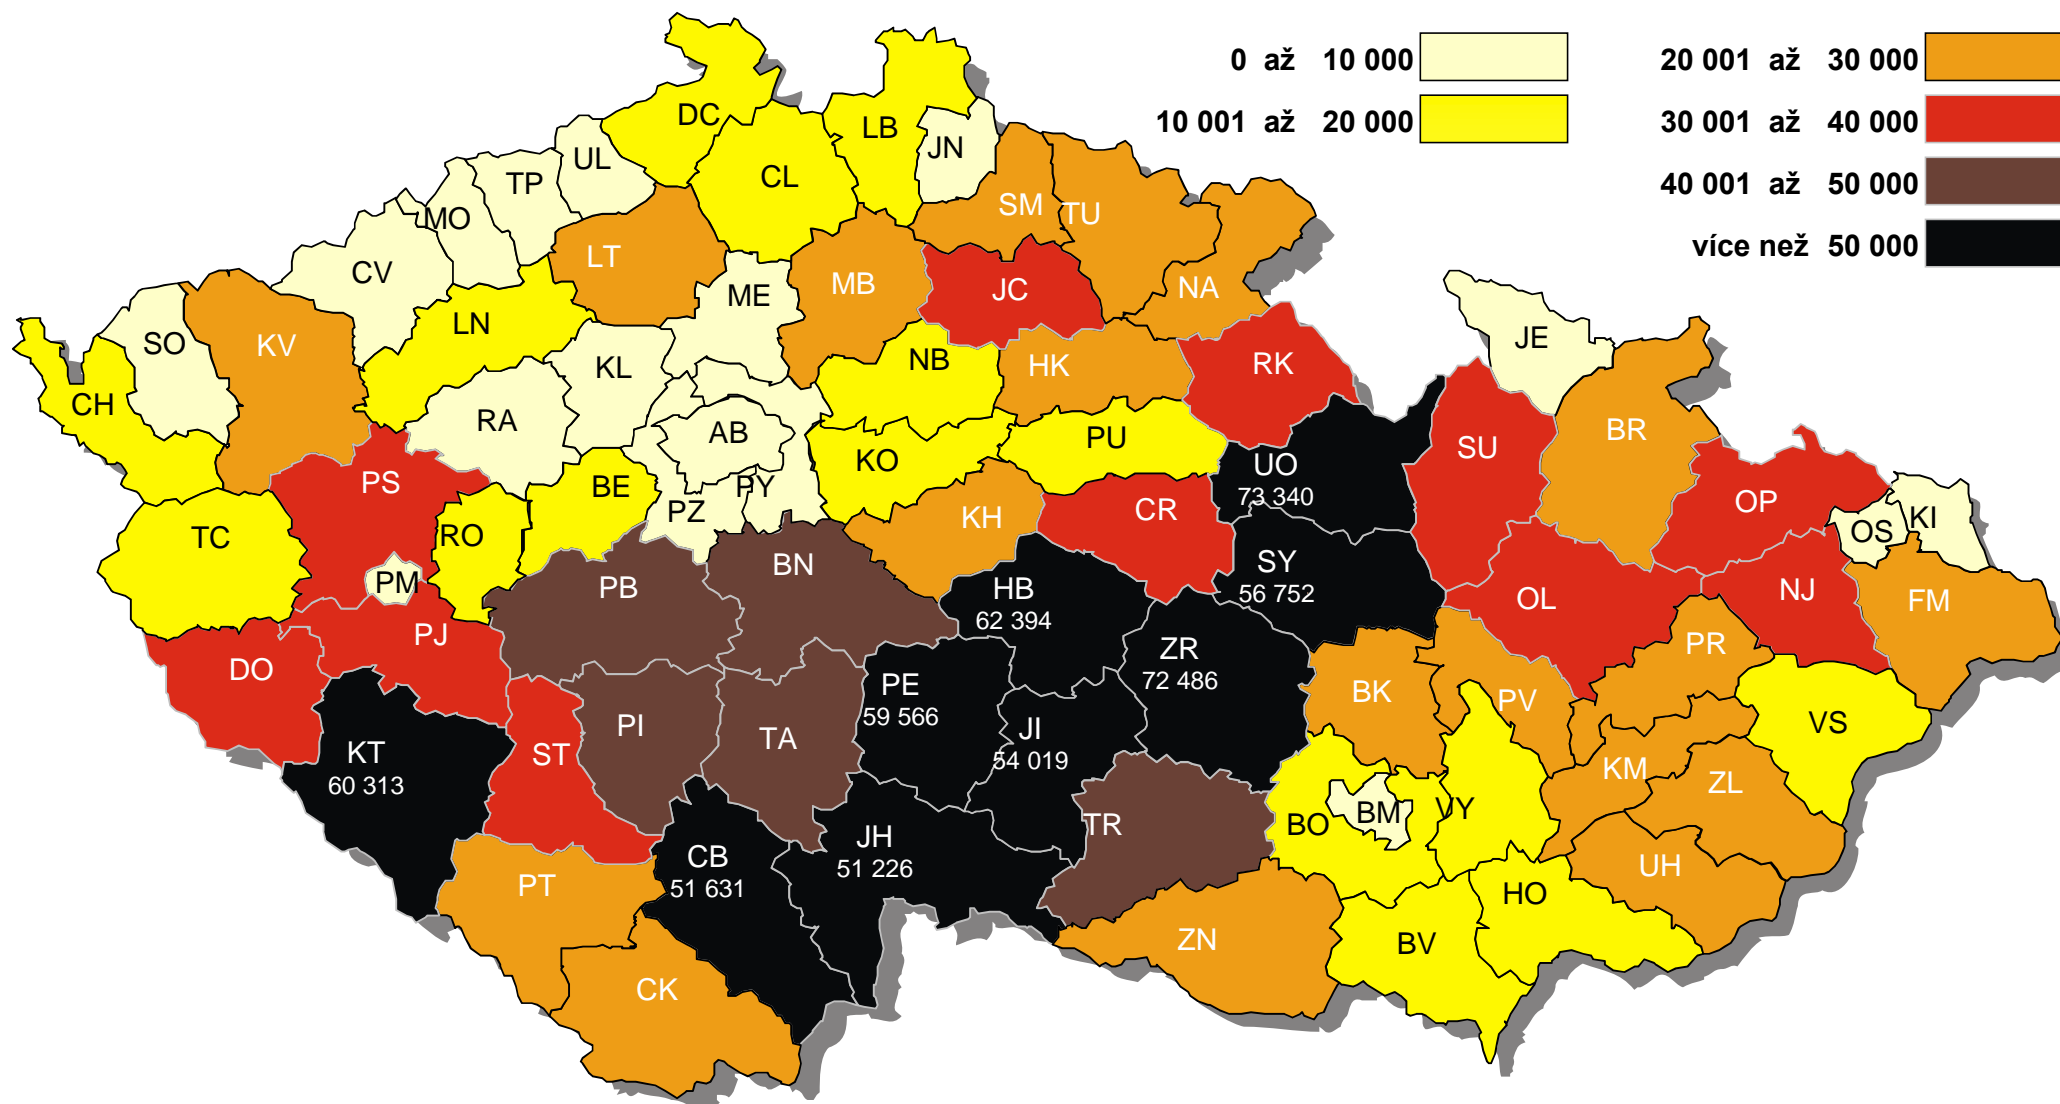 0 až 10 000
20 001 až 30 000
10 001 až 20 000
30 001 až 40 000
40 001 až 50 000
více než 50 000
DC
LB
JN
UL
TP
CL
MO
SM
TU
CV
LT
ME
MB
JC
NA
SO
KV
LN
JE
KL
NB
HK
RK
CH
RA
AB
KO
PU
SU
BR
PS
BE
PZ
PY
KH
CR
UO
73 340
OP
OS
KI
TC
RO
PM
PB
BN
HB
62 394
SY
56 752
OL
NJ
FM
DO
PJ
PE
59 566
ZR
72 486
PR
BK
PV
VS
KT
60 313
ST
PI
TA
JI
54 019
KM
ZL
TR
BO
BM
VY
CB
51 631
JH
51 226
PT
UH
HO
ZN
BV
CK